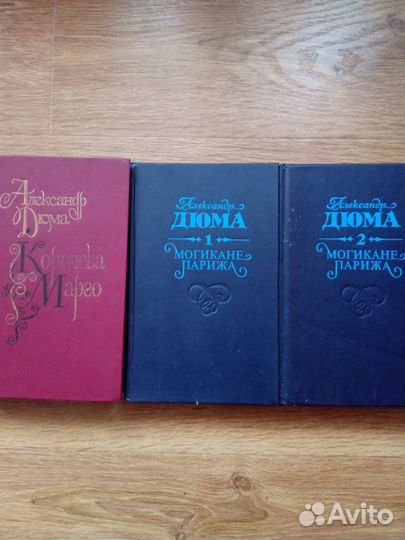 Александр
Дюма
Королева
Марго
Александр
ДЮМА
1
МОГИКАНЕ
ПАРИЖА
Александр
ДЮМА
2
МОГИКАНЕ
ПАРИЖА
Avito